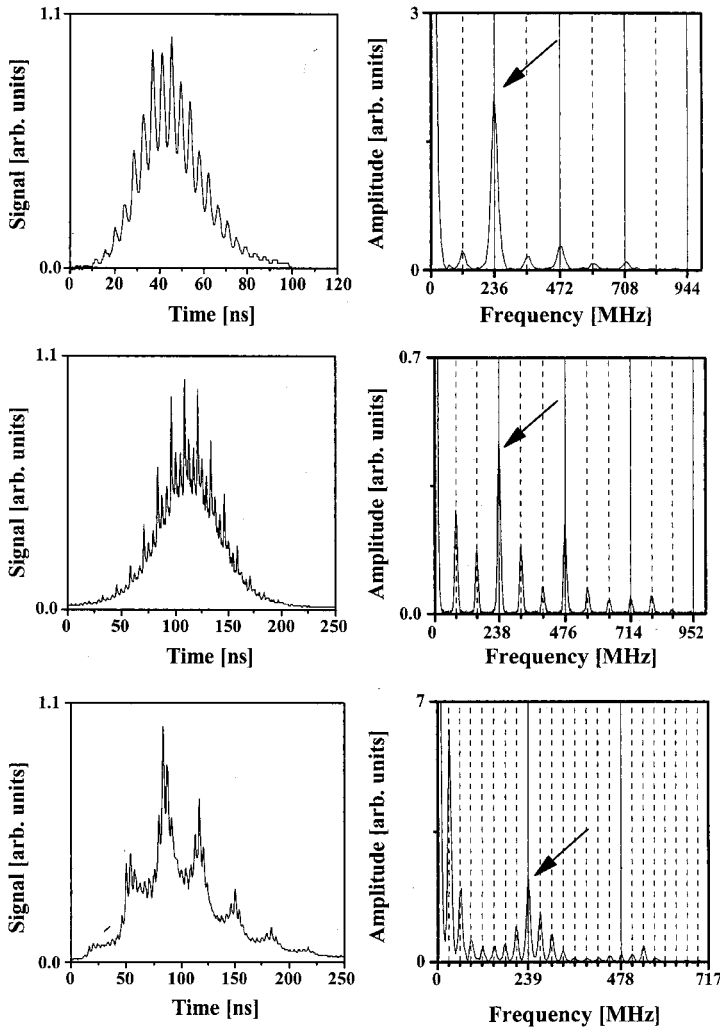 1.1
Signal [arb. units]
0.0
0 20 40 60 80 100 120
Time [ns]
3
Amplitude [arb. units]
0
0 236 472 708 944
Frequency [MHz]
1.1
Signal [arb. units]
0.0
0 50 100 150 200 250
Time [ns]
0.7
Amplitude [arb. units]
0.0
0 238 476 714 952
Frequency [MHz]
1.1
Signal [arb. units]
0.0
0 50 100 150 200 250
Time [ns]
7
Amplitude [arb. units]
0
0 239 478 717
Frequency [MHz]